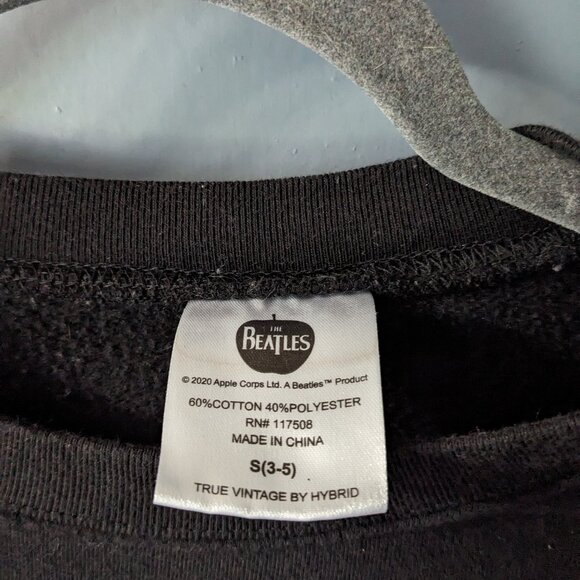 THE
BEATLES
© 2020 Apple Corps Ltd. A Beatles™ Product
60%COTTON 40%POLYESTER
RN# 117508
MADE IN CHINA
S(3-5)
TRUE VINTAGE BY HYBRID